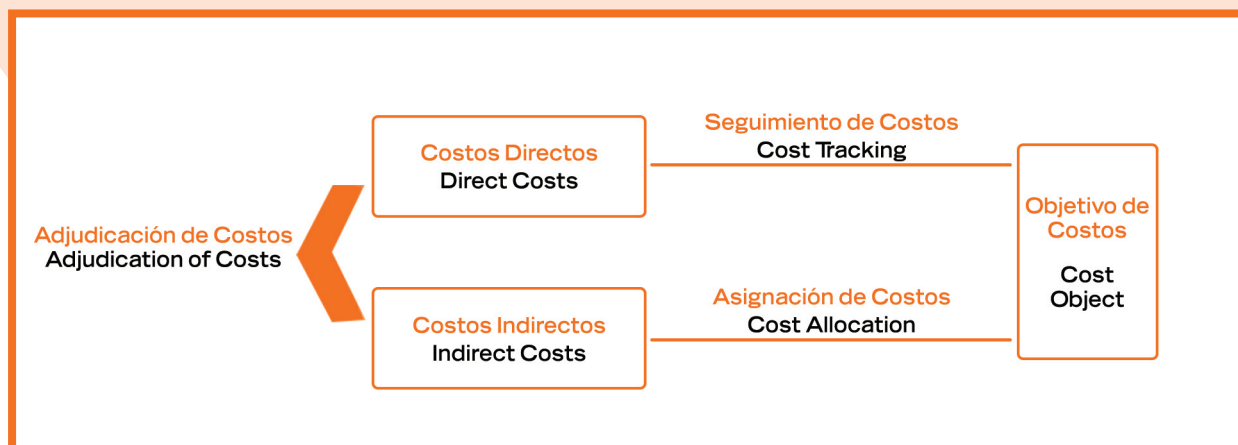 Adjudicación de Costos
Adjudication of Costs
Costos Directos
Direct Costs
Seguimiento de Costos
Cost Tracking
Costos Indirectos
Indirect Costs
Asignación de Costos
Cost Allocation
Objetivo de
Costos
Cost
Object